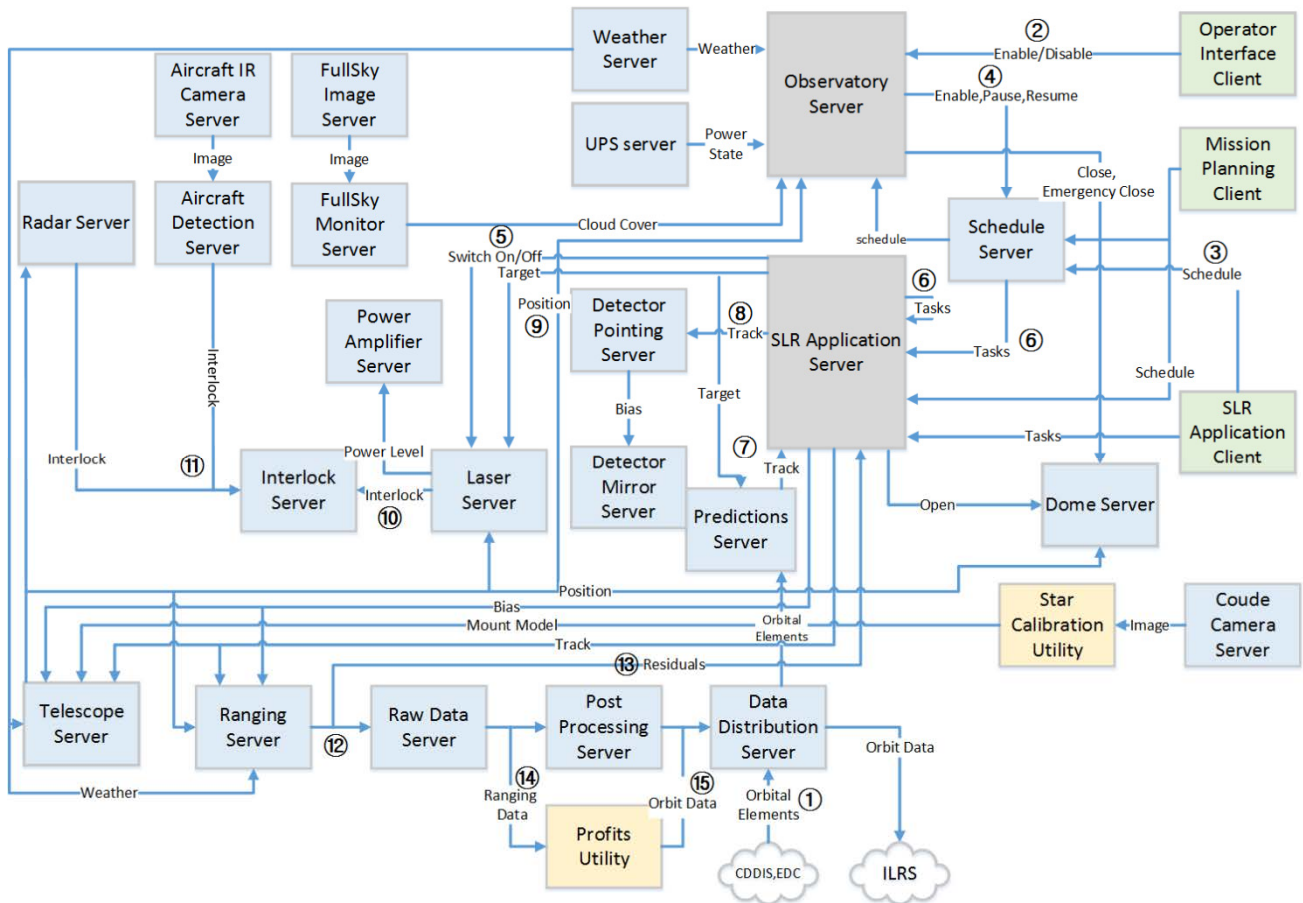 ②
Enable/Disable
Operator
Interface
Client
Weather
Server
Weather
Observatory
Server
④
Enable,Pause,Resume
Aircraft IR
Camera
Server
FullSky
Image
Server
UPS server
Power
State
Mission
Planning
Client
Image
Image
Close,
Emergency Close
Radar Server
Aircraft
Detection
Server
FullSky
Monitor
Server
Cloud Cover
schedule
Schedule
Server
③
Schedule
⑤
Switch On/Off
Target
Position
⑨
Detector
Pointing
Server
⑧
Track
SLR Application
Server
⑥
Tasks
⑥
Tasks
Power
Amplifier
Server
Interlock
Bias
Target
Schedule
SLR
Application
Client
Tasks
Interlock
⑪
Interlock
Server
Power Level
Interlock
⑩
Laser
Server
Detector
Mirror
Server
⑦
Track
Predictions
Server
Open
Dome Server
Position
Bias
Mount Model
Track
Orbital
Elements
Star
Calibration
Utility
Image
Coude
Camera
Server
⑬ Residuals
Telescope
Server
Ranging
Server
⑫
Raw Data
Server
Post
Processing
Server
Data
Distribution
Server
Orbit Data
Weather
⑭
Ranging
Data
⑮
Orbit Data
Orbital
Elements
①
Profits
Utility
CDDIS,EDC
ILRS